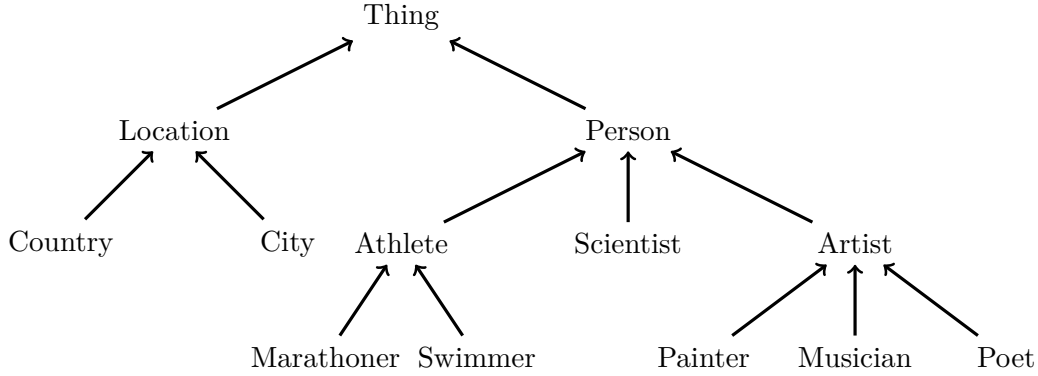 Thing
Location Person
Country City Athlete Scientist Artist
Marathoner Swimmer Painter Musician Poet